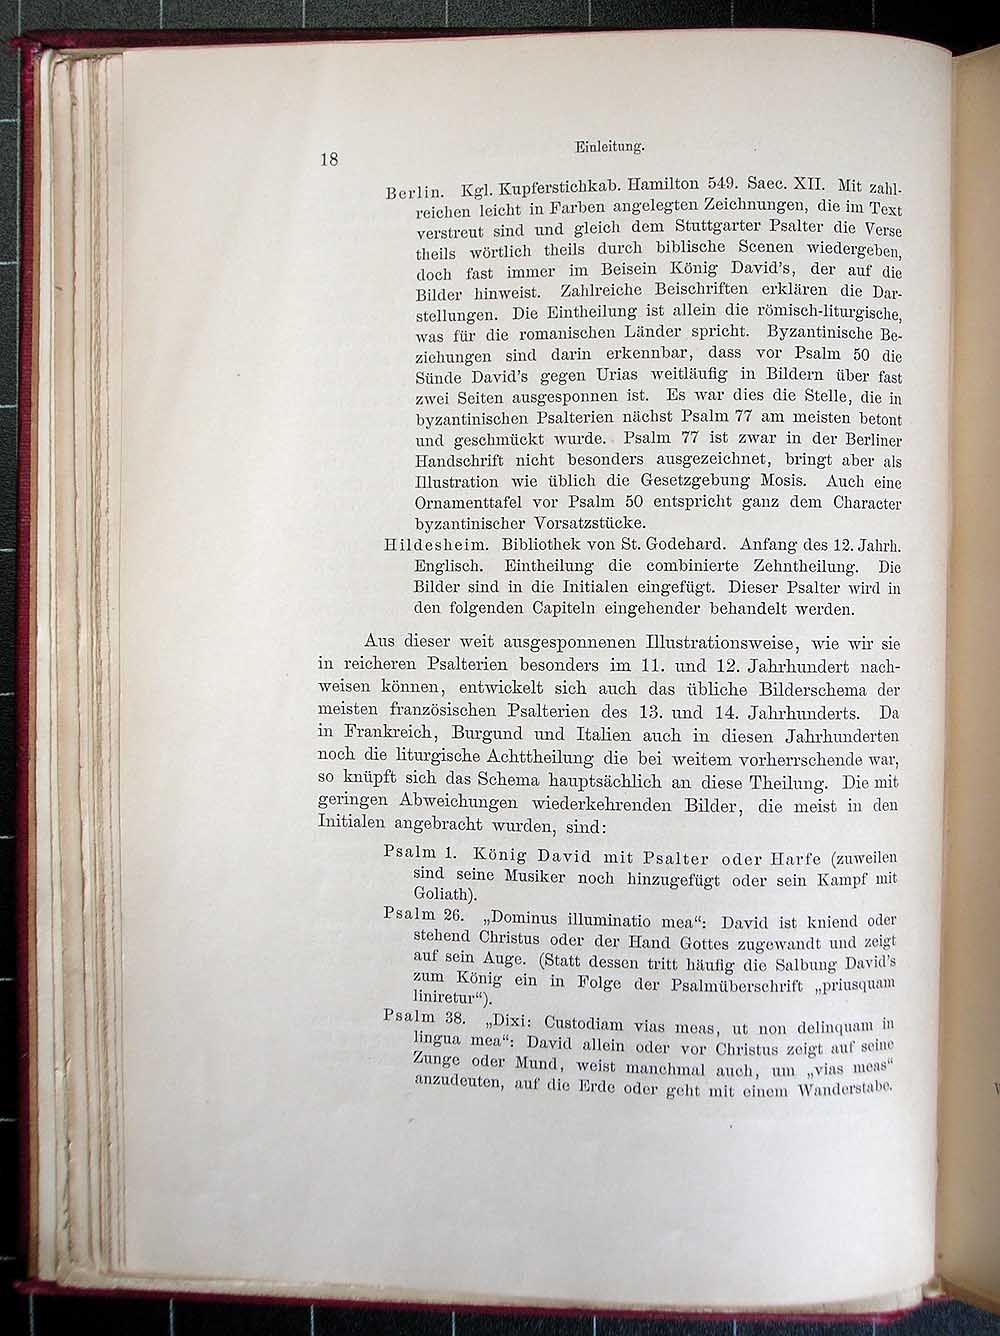 18
Einleitung.
Berlin. Kgl. Kupferstichkab. Hamilton 549. Saec. XII. Mit zahl-
reichen leicht in Farben angelegten Zeichnungen, die im Text
verstreut sind und gleich dem Stuttgarter Psalter die Verse
theils wörtlich theils durch biblische Scenen wiedergeben,
doch fast immer im Beisein König David's, der auf die
Bilder hinweist. Zahlreiche Beischriften erklären die Dar-
stellungen. Die Eintheilung ist allein die römisch-liturgische,
was für die romanischen Länder spricht. Byzantinische Be-
ziehungen sind darin erkennbar, dass vor Psalm 50 die
Sünde David's gegen Urias weitläufig in Bildern über fast
zwei Seiten ausgesponnen ist. Es war dies die Stelle, die in
byzantinischen Psalterien nächst Psalm 77 am meisten betont
und geschmückt wurde. Psalm 77 ist zwar in der Berliner
Handschrift nicht besonders ausgezeichnet, bringt aber als
Illustration wie üblich die Gesetzgebung Mosis. Auch eine
Ornamenttafel vor Psalm 50 entspricht ganz dem Character
byzantinischer Vorsatzstücke.
Hildesheim. Bibliothek von St. Godehard. Anfang des 12. Jahrh.
Englisch. Eintheilung die combinierte Zehntheilung. Die
Bilder sind in die Initialen eingefügt. Dieser Psalter wird in
den folgenden Capiteln eingehender behandelt werden.
Aus dieser weit ausgesponnenen Illustrationsweise, wie wir sie
in reicheren Psalterien besonders im 11. und 12. Jahrhundert nach-
weisen können, entwickelt sich auch das übliche Bilderschema der
meisten französischen Psalterien des 13. und 14. Jahrhunderts. Da
in Frankreich, Burgund und Italien auch in diesen Jahrhunderten
noch die liturgische Achttheilung die bei weitem vorherrschende war,
so knüpft sich das Schema hauptsächlich an diese Theilung. Die mit
geringen Abweichungen wiederkehrenden Bilder, die meist in den
Initialen angebracht wurden, sind:
Psalm 1. König David mit Psalter oder Harfe (zuweilen
sind seine Musiker noch hinzugefügt oder sein Kampf mit
Goliath).
Psalm 26. „Dominus illuminatio mea“: David ist kniend oder
stehend Christus oder der Hand Gottes zugewandt und zeigt
auf sein Auge. (Statt dessen tritt häufig die Salbung David's
zum König ein in Folge der Psalmüberschrift „priusquam
liniretur“).
Psalm 38. „Dixi: Custodiam vias meas, ut non delinquam in
lingua mea“: David allein oder vor Christus zeigt auf seine
Zunge oder Mund, weist manchmal auch, um „vias meas“
anzudeuten, auf die Erde oder geht mit einem Wanderstabe.